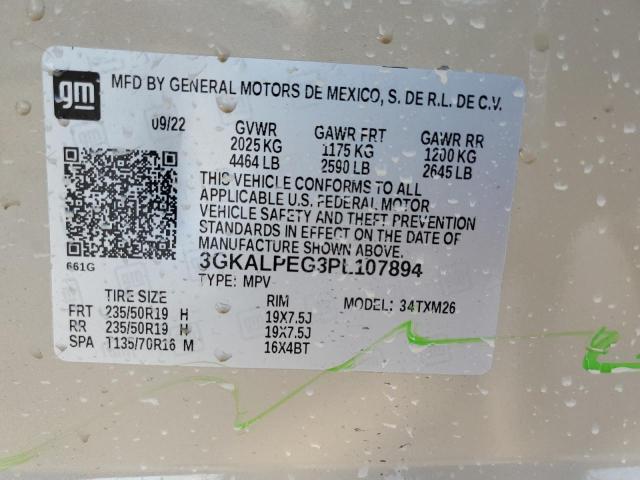 gm
MFD BY GENERAL MOTORS DE MEXICO, S. DE R.L. DE C.V.
09/22 GVWR GAWR FRT GAWR RR
2025 KG 1175 KG 1200 KG
4464 LB 2590 LB 2645 LB
THIS VEHICLE CONFORMS TO ALL
APPLICABLE U.S. FEDERAL MOTOR
VEHICLE SAFETY AND THEFT PREVENTION
STANDARDS IN EFFECT ON THE DATE OF
MANUFACTURE SHOWN ABOVE.
661G 3GKALPEG3PL107894
TYPE: MPV
TIRE SIZE RIM MODEL: 34TXM26
FRT 235/50R19 H 19X7.5J
RR 235/50R19 H 19X7.5J
SPA T135/70R16 M 16X4BT